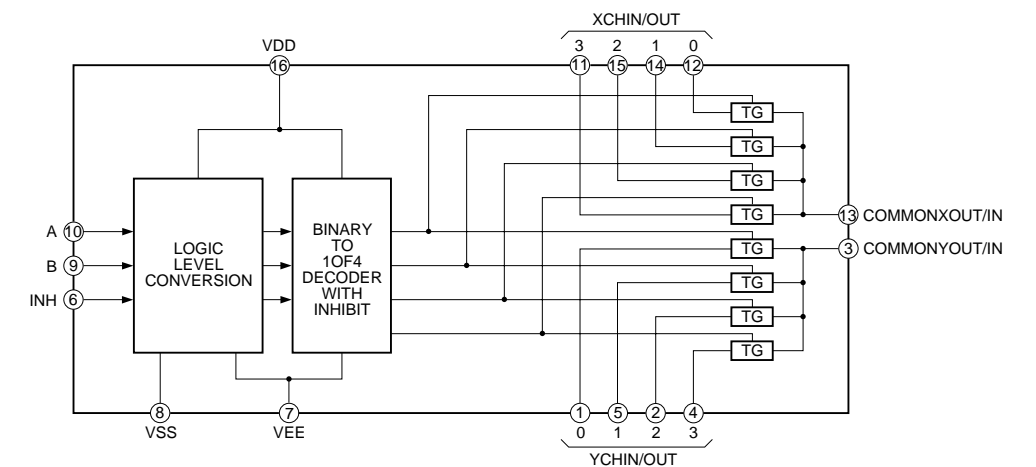 XCHIN/OUT
VDD 3 2 1 0
16 11 15 14 12
TG
TG
TG
TG
13 COMMONXOUT/IN
A 10
B 9
INH 6
LOGIC
LEVEL
CONVERSION
BINARY
TO
1OF4
DECODER
WITH
INHIBIT
3 COMMONYOUT/IN
TG
TG
TG
TG
8 7 1 5 2 4
VSS VEE 0 1 2 3
YCHIN/OUT